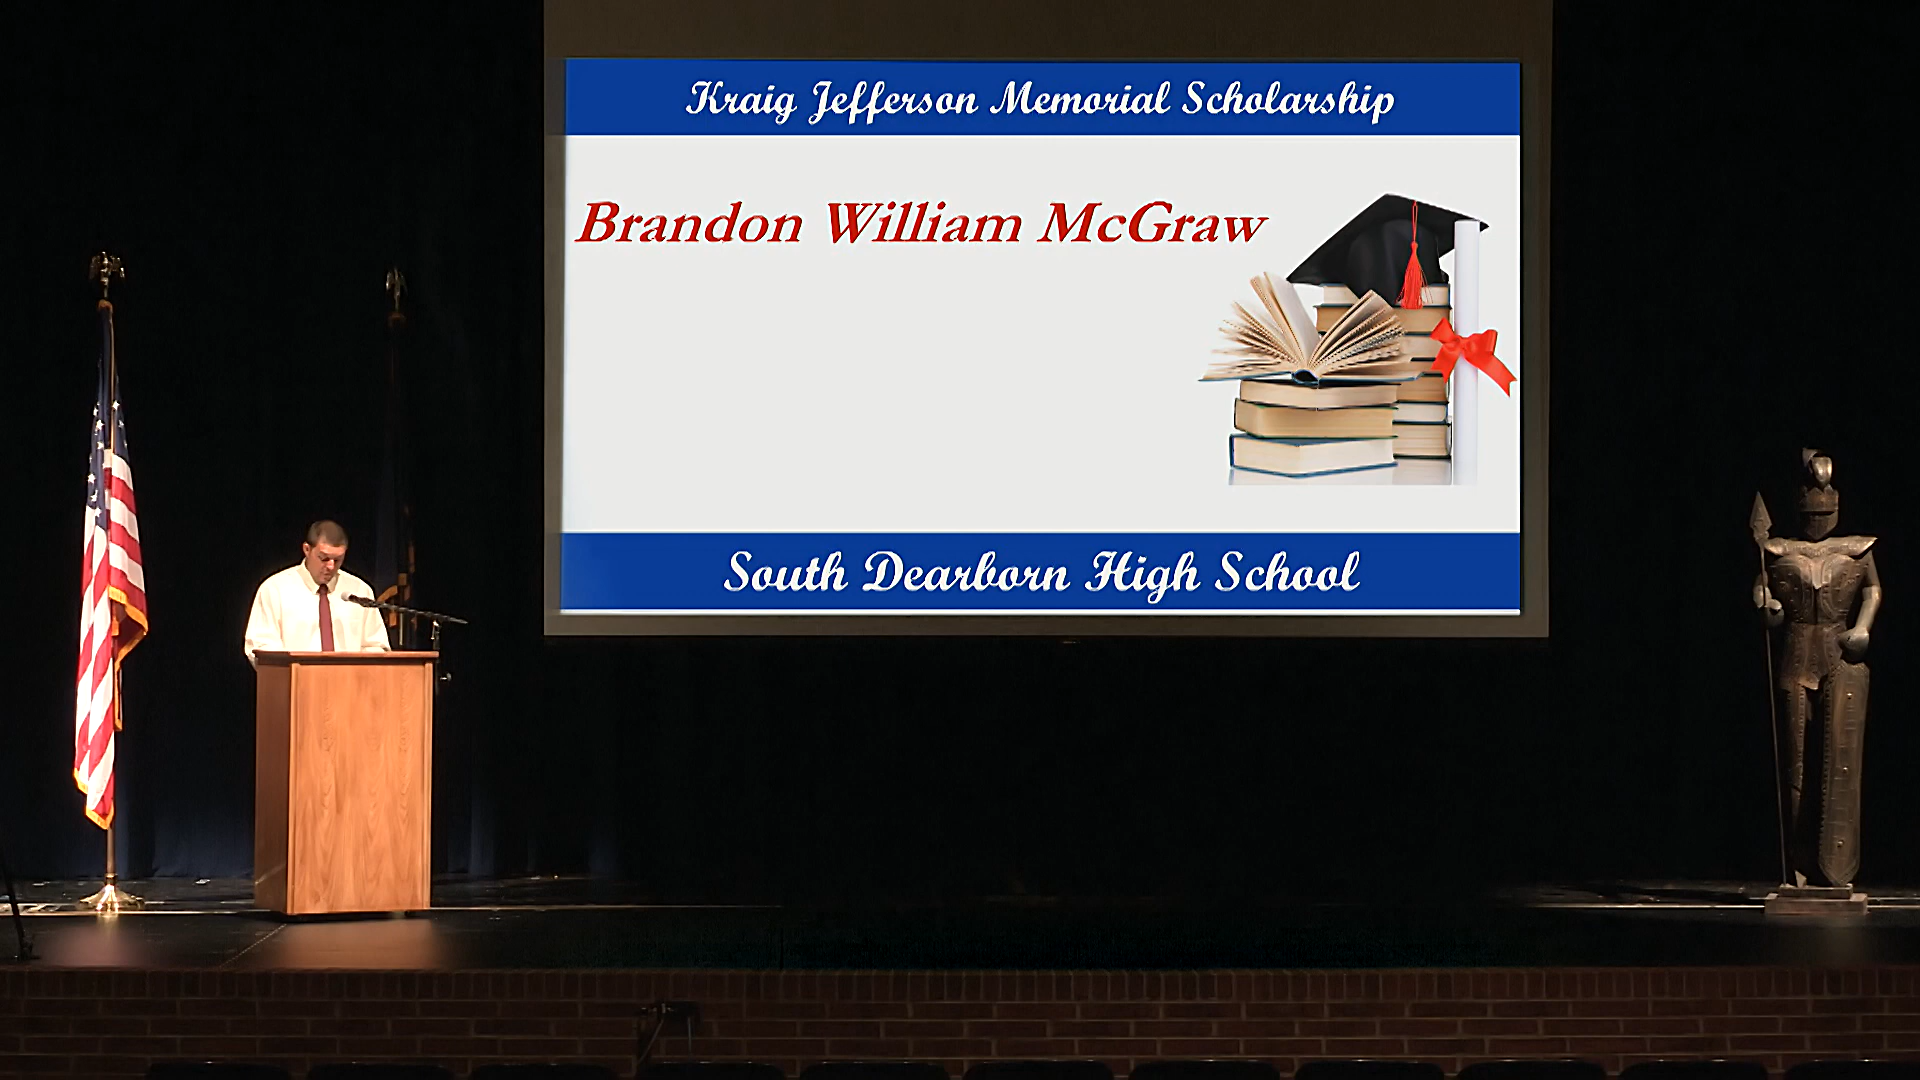 Kraig Jefferson Memorial Scholarship
Brandon William McGraw
South Dearborn High School